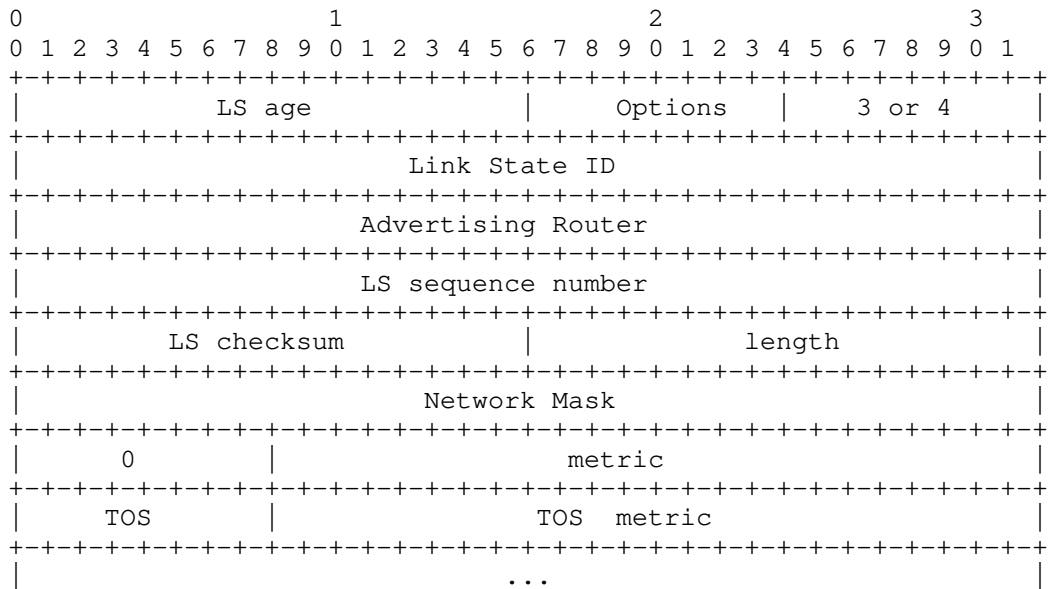 0                   1                   2                   3
0 1 2 3 4 5 6 7 8 9 0 1 2 3 4 5 6 7 8 9 0 1 2 3 4 5 6 7 8 9 0 1
+-+-+-+-+-+-+-+-+-+-+-+-+-+-+-+-+-+-+-+-+-+-+-+-+-+-+-+-+-+-+-+-+
|            LS age             |     Options   |    3 or 4     |
+-+-+-+-+-+-+-+-+-+-+-+-+-+-+-+-+-+-+-+-+-+-+-+-+-+-+-+-+-+-+-+-+
|                        Link State ID                          |
+-+-+-+-+-+-+-+-+-+-+-+-+-+-+-+-+-+-+-+-+-+-+-+-+-+-+-+-+-+-+-+-+
|                     Advertising Router                        |
+-+-+-+-+-+-+-+-+-+-+-+-+-+-+-+-+-+-+-+-+-+-+-+-+-+-+-+-+-+-+-+-+
|                     LS sequence number                        |
+-+-+-+-+-+-+-+-+-+-+-+-+-+-+-+-+-+-+-+-+-+-+-+-+-+-+-+-+-+-+-+-+
|         LS checksum           |             length            |
+-+-+-+-+-+-+-+-+-+-+-+-+-+-+-+-+-+-+-+-+-+-+-+-+-+-+-+-+-+-+-+-+
|                         Network Mask                          |
+-+-+-+-+-+-+-+-+-+-+-+-+-+-+-+-+-+-+-+-+-+-+-+-+-+-+-+-+-+-+-+-+
|      0        |                  metric                       |
+-+-+-+-+-+-+-+-+-+-+-+-+-+-+-+-+-+-+-+-+-+-+-+-+-+-+-+-+-+-+-+-+
|     TOS       |                TOS  metric                    |
+-+-+-+-+-+-+-+-+-+-+-+-+-+-+-+-+-+-+-+-+-+-+-+-+-+-+-+-+-+-+-+-+
|                              ...                              |